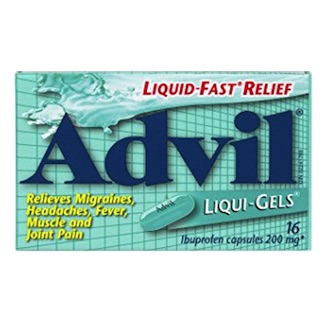 LIQUID-FAST* RELIEF
Advil®
Relieves Migraines,
Headaches, Fever,
Muscle and
Joint Pain
Advil
LIQUI-GELS®
16
Ibuprofen capsules 200 mg*